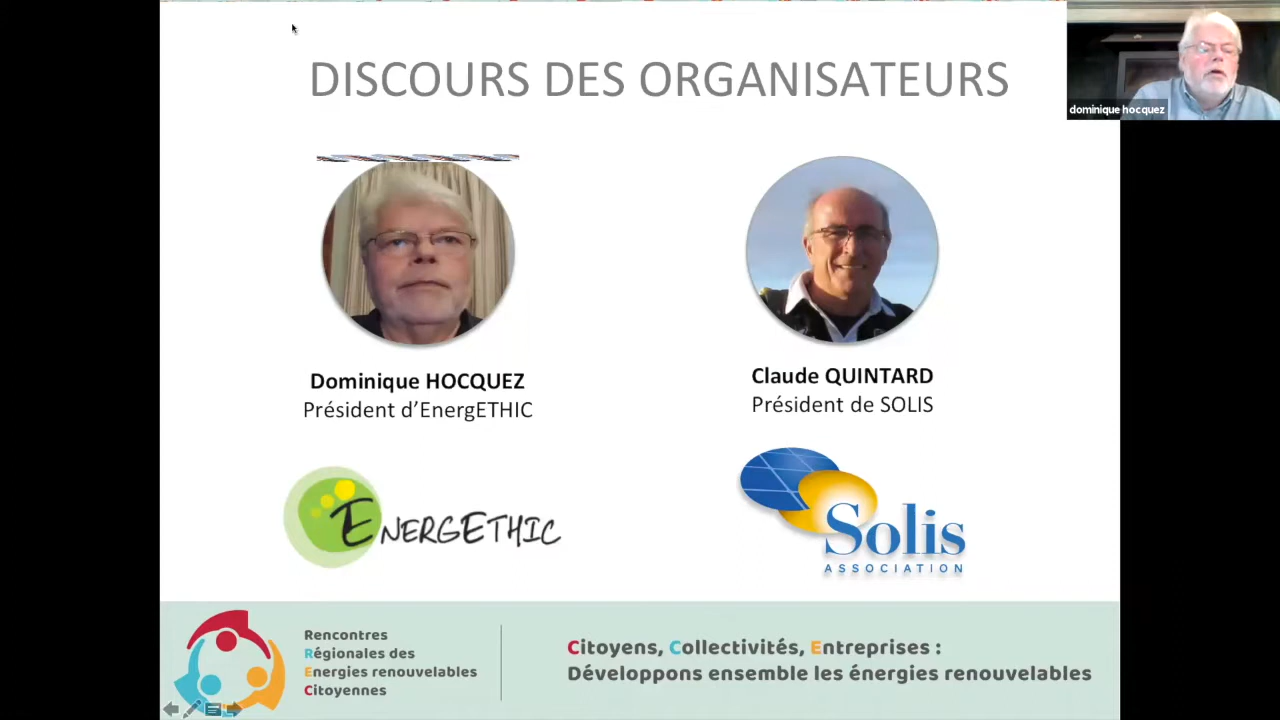 DISCOURS DES ORGANISATEURS
dominique hocquez
Dominique HOCQUEZ
Président d'EnergETHIC
Claude QUINTARD
Président de SOLIS
ENERGETHIC
Solis
ASSOCIATION
Rencontres
Régionales des
Energies renouvelables
Citoyennes
Citoyens, Collectivités, Entreprises :
Développons ensemble les énergies renouvelables